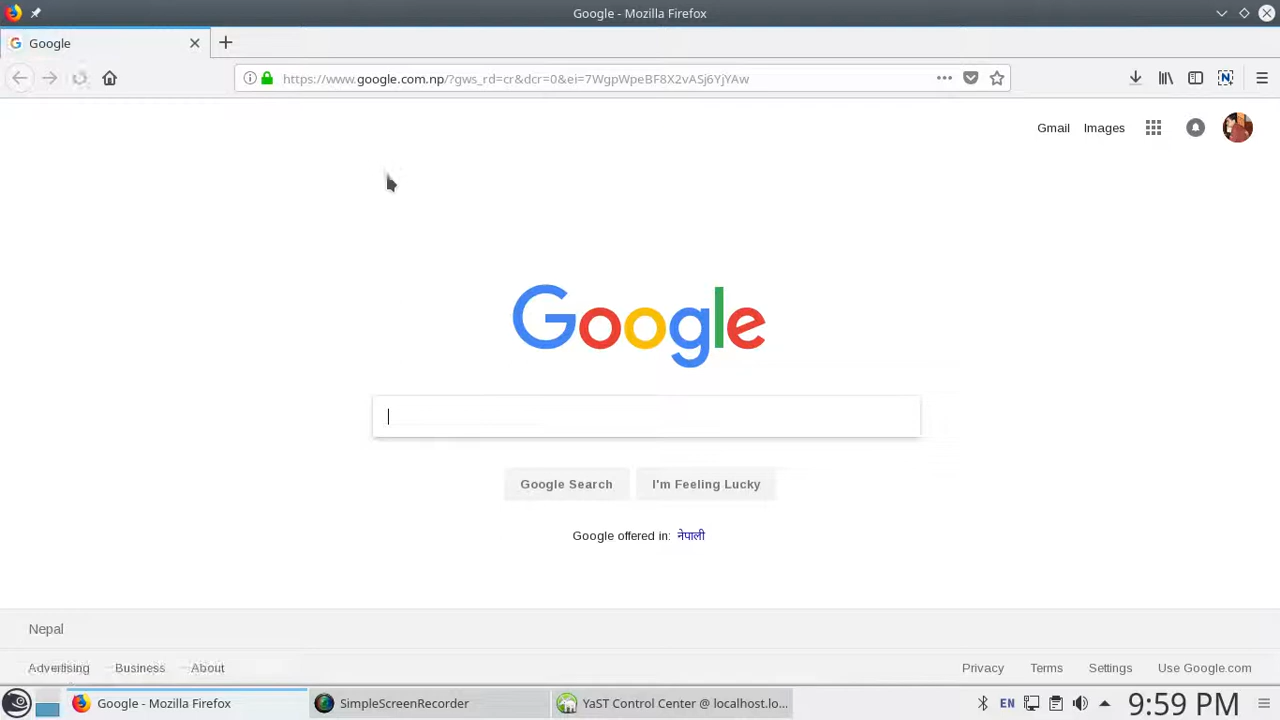 Google - Mozilla Firefox
Google
https://www.google.com.np/?gws_rd=cr&dcr=0&ei=7WgpWpeBF8X2vASj6YjYAw
Gmail Images
Google
Google Search I'm Feeling Lucky
Google offered in: नेपाली
Nepal
Advertising Business About Privacy Terms Settings Use Google.com
Google - Mozilla Firefox SimpleScreenRecorder YaST Control Center @ localhost.lo... EN 9:59 PM